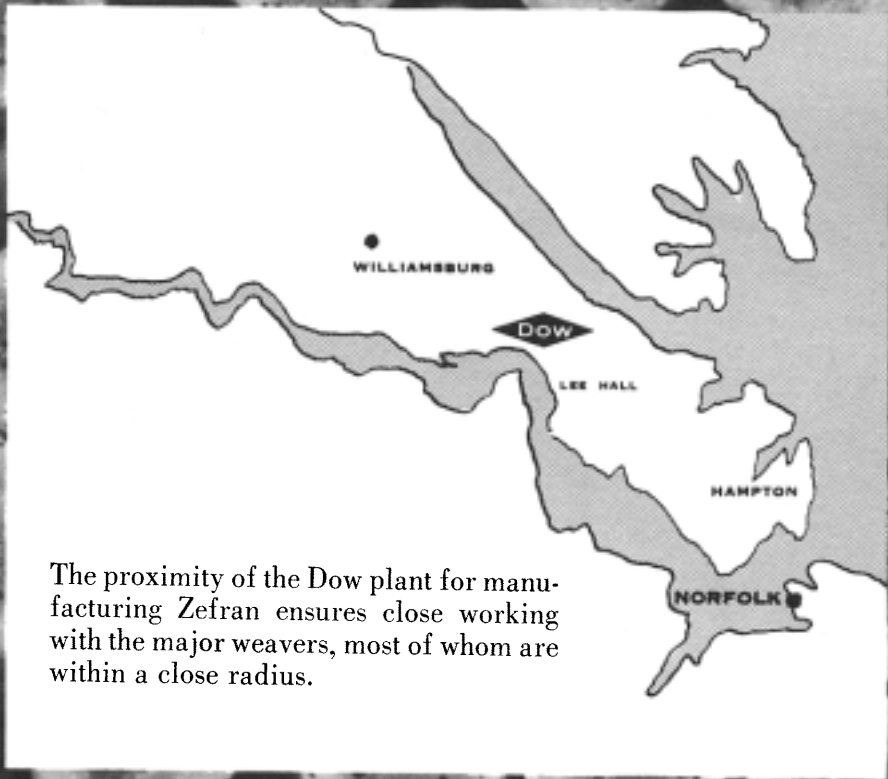 WILLIAMSBURG
Dow
LEE HALL
HAMPTON
NORFOLK
The proximity of the Dow plant for manu-
facturing Zefran ensures close working
with the major weavers, most of whom are
within a close radius.